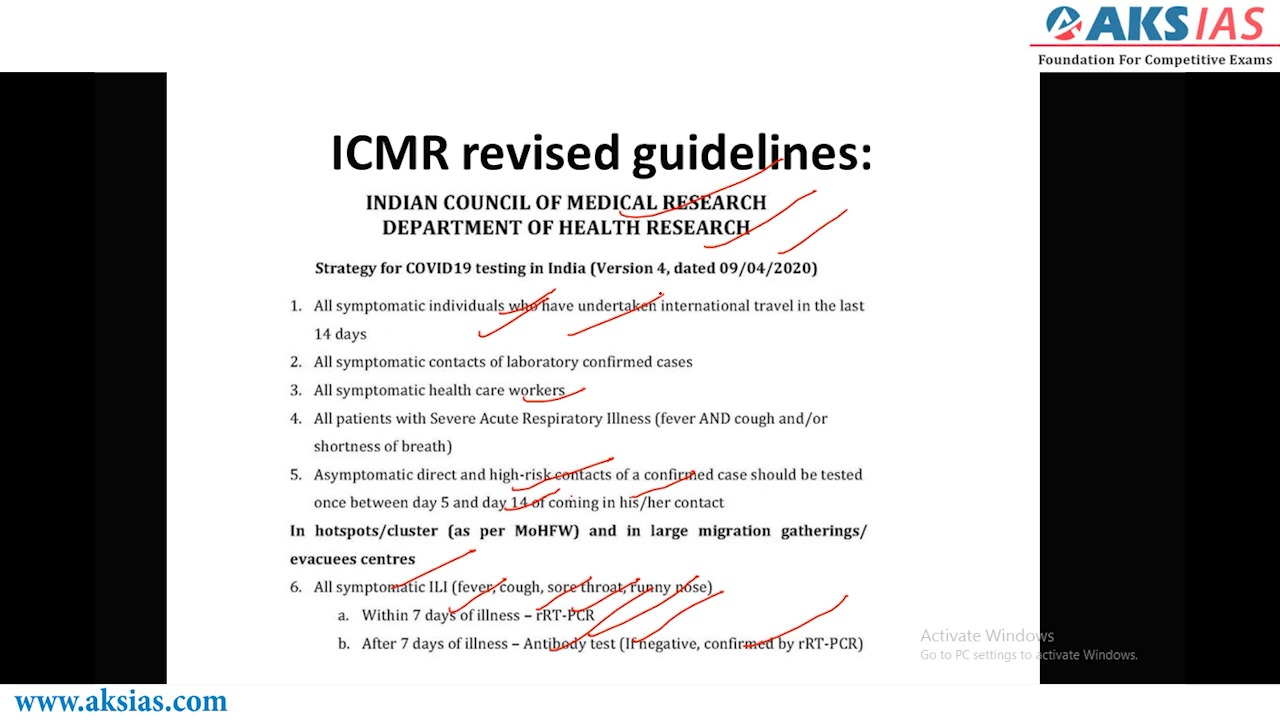 AKS IAS
Foundation For Competitive Exams
ICMR revised guidelines:
INDIAN COUNCIL OF MEDICAL RESEARCH
DEPARTMENT OF HEALTH RESEARCH
Strategy for COVID19 testing in India (Version 4, dated 09/04/2020)
1. All symptomatic individuals who have undertaken international travel in the last
14 days
2. All symptomatic contacts of laboratory confirmed cases
3. All symptomatic health care workers
4. All patients with Severe Acute Respiratory Illness (fever AND cough and/or
shortness of breath)
5. Asymptomatic direct and high-risk contacts of a confirmed case should be tested
once between day 5 and day 14 of coming in his/her contact
In hotspots/cluster (as per MoHFW) and in large migration gatherings/
evacuees centres
6. All symptomatic ILI (fever, cough, sore throat, runny nose)
a. Within 7 days of illness – rRT-PCR
b. After 7 days of illness – Antibody test (If negative, confirmed by rRT-PCR)
Activate Windows
Go to PC settings to activate Windows.
www.aksias.com